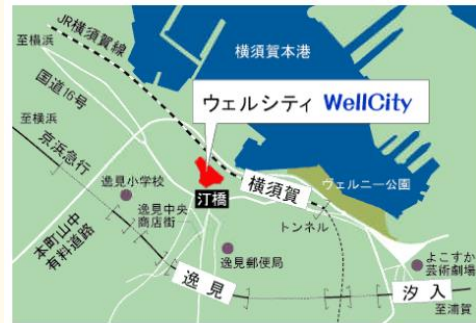 JR横須賀線
至横浜
横須賀本港
国道16号
ウェルシティ WellCity
至横浜
京浜急行
逸見小学校
汀橋
横須賀
ヴェルニー公園
逸見中央
商店街
トンネル
本町山中
有料道路
逸見郵便局
よこすか
芸術劇場
逸見
汐入
至浦賀